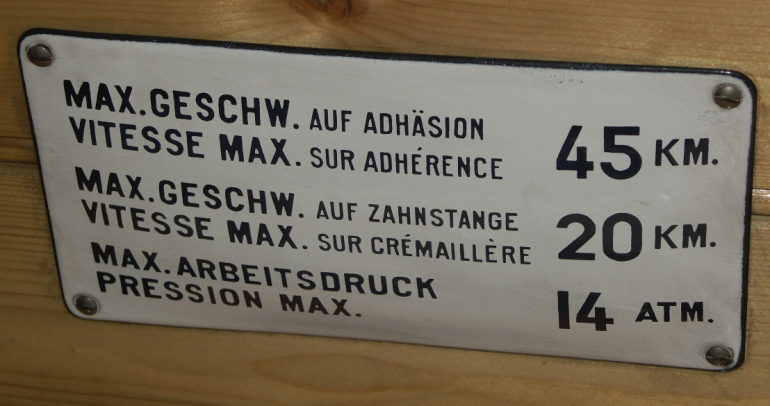 MAX.GESCHW. AUF ADHÄSION
VITESSE MAX. SUR ADHÉRENCE 45 KM.
MAX.GESCHW. AUF ZAHNSTANGE
VITESSE MAX. SUR CRÉMAILLÈRE 20 KM.
MAX.ARBEITSDRUCK
PRESSION MAX. 14 ATM.